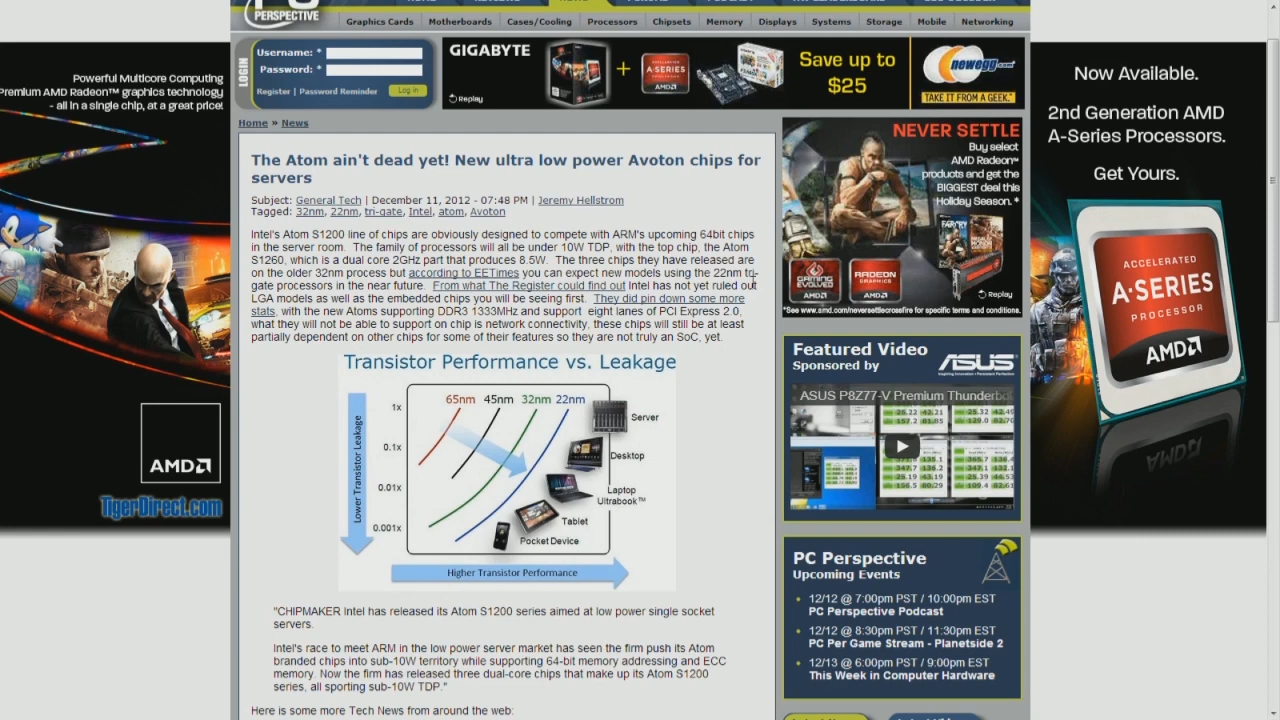 PERSPECTIVE
Graphics Cards
Motherboards
Cases/Cooling
Processors
Chipsets
Memory
Displays
Systems
Storage
Mobile
Networking
LOGIN
Username: *
Password: *
Register | Password Reminder
Log in
GIGABYTE
Replay
+
A-SERIES
AMD
Save up to
$25
newegg.com
TAKE IT FROM A GEEK.™
Powerful Multicore Computing
Premium AMD Radeon™ graphics technology
- all in a single chip, at a great price!
AMD
TigerDirect.com
Home » News
The Atom ain't dead yet! New ultra low power Avoton chips for
servers
Subject: General Tech | December 11, 2012 - 07:48 PM | Jeremy Hellstrom
Tagged: 32nm, 22nm, tri-gate, Intel, atom, Avoton
Intel's Atom S1200 line of chips are obviously designed to compete with ARM's upcoming 64bit chips
in the server room. The family of processors will all be under 10W TDP, with the top chip, the Atom
S1260, which is a dual core 2GHz part that produces 8.5W. The three chips they have released are
on the older 32nm process but according to EETimes you can expect new models using the 22nm tri-
gate processors in the near future. From what The Register could find out Intel has not yet ruled out
LGA models as well as the embedded chips you will be seeing first. They did pin down some more
stats, with the new Atoms supporting DDR3 1333MHz and support eight lanes of PCI Express 2.0,
what they will not be able to support on chip is network connectivity, these chips will still be at least
partially dependent on other chips for some of their features so they are not truly an SoC, yet.
Transistor Performance vs. Leakage
65nm 45nm 32nm 22nm
1x
0.1x
0.01x
0.001x
Lower Transistor Leakage
Server
Desktop
Laptop
Ultrabook™
Tablet
Pocket Device
Higher Transistor Performance
"CHIPMAKER Intel has released its Atom S1200 series aimed at low power single socket
servers.
Intel's race to meet ARM in the low power server market has seen the firm push its Atom
branded chips into sub-10W territory while supporting 64-bit memory addressing and ECC
memory. Now the firm has released three dual-core chips that make up its Atom S1200
series, all sporting sub-10W TDP."
Here is some more Tech News from around the web:
NEVER SETTLE
Buy select
AMD Radeon™
products and get the
BIGGEST deal this
Holiday Season. *
GAMING
EVOLVED
AMD
RADEON
GRAPHICS
AMD
Replay
*See www.amd.com/neversettlecrossfire for specific terms and conditions.
Featured Video
Sponsored by
ASUS
ASUS P8Z77-V Premium Thunderbo
PC Perspective
Upcoming Events
12/12 @ 7:00pm PST / 10:00pm EST
PC Perspective Podcast
12/12 @ 8:30pm PST / 11:30pm EST
PC Per Game Stream - Planetside 2
12/13 @ 6:00pm PST / 9:00pm EST
This Week in Computer Hardware
Now Available.
2nd Generation AMD
A-Series Processors.
Get Yours.
ACCELERATED
A-SERIES
PROCESSOR
AMD